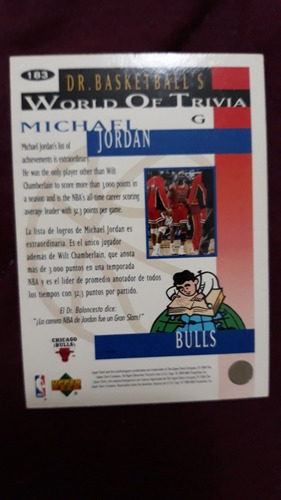 183
DR. BASKETBALL'S
WORLD OF TRIVIA
MICHAEL
G
JORDAN
Michael Jordan's list of
achievements is extraordinary.
He was the only player other than Wilt
Chamberlain to score more than 3,000 points in
a season and is the NBA's all-time career scoring
average leader with 32.3 points per game.
La lista de logros de Michael Jordan es
extraordinaria. Es el único jugador
además de Wilt Chamberlain, que anota
más de 3,000 puntos en una temporada
NBA y es el líder de promedio anotador de todos
los tiempos con 32,3 puntos por partido.
El Dr. Baloncesto dice:
"¡La carrera NBA de Jordan fue un Gran Slam!"
CHICAGO
BULLS
BULLS
NBA
UPPER DECK